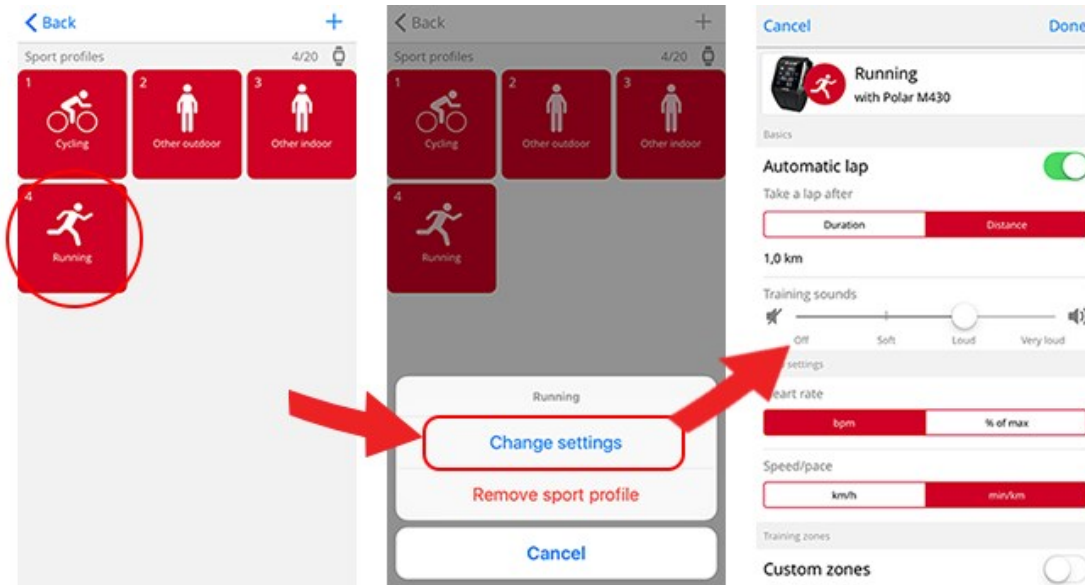 Back
Sport profiles 4/20
1
Cycling
2
Other outdoor
3
Other indoor
4
Running
Back
Sport profiles 4/20
1
Cycling
2
Other outdoor
3
Other indoor
4
Running
Running
Change settings
Remove sport profile
Cancel
Cancel Done
Running
with Polar M430
Basics
Automatic lap
Take a lap after
Duration Distance
1,0 km
Training sounds
Off Soft Loud Very loud
settings
eart rate
bpm % of max
Speed/pace
km/h min/km
Training zones
Custom zones